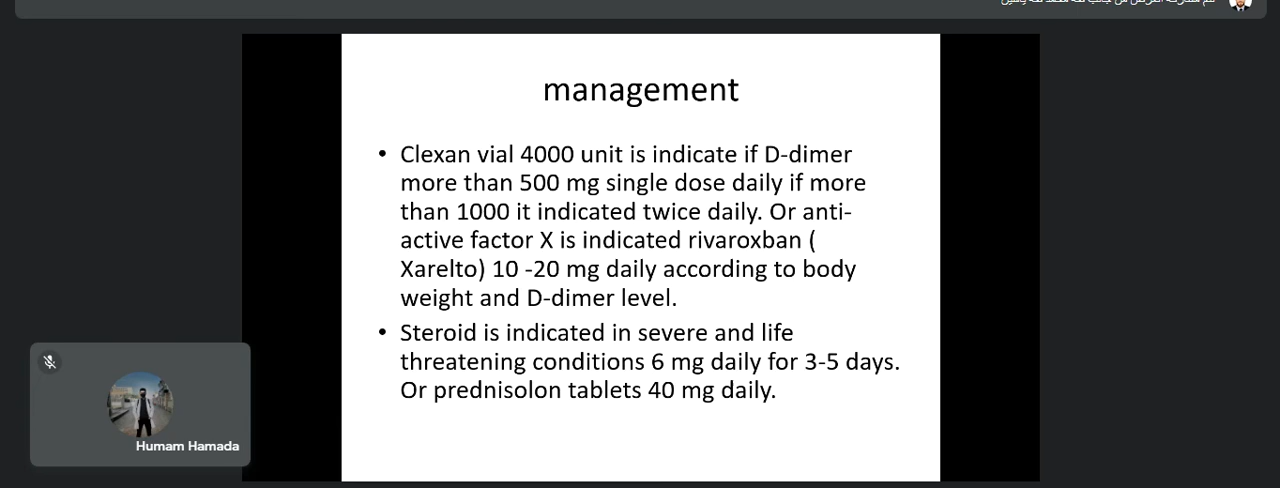 management
• Clexan vial 4000 unit is indicate if D-dimer
more than 500 mg single dose daily if more
than 1000 it indicated twice daily. Or anti-
active factor X is indicated rivaroxban (
Xarelto) 10 -20 mg daily according to body
weight and D-dimer level.
• Steroid is indicated in severe and life
threatening conditions 6 mg daily for 3-5 days.
Or prednisolon tablets 40 mg daily.
Humam Hamada